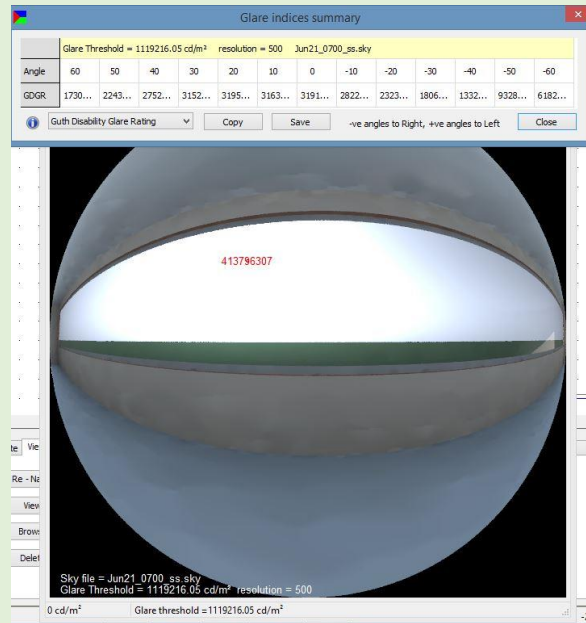 Glare indices summary
Glare Threshold = 1119216.05 cd/m² resolution = 500 Jun21_0700_ss.sky
Angle 60 50 40 30 20 10 0 -10 -20 -30 -40 -50 -60
GDGR 1730... 2243... 2752... 3152... 3195... 3163... 3191... 2822... 2323... 1806... 1332... 9328... 6182...
Guth Disability Glare Rating Copy Save -ve angles to Right, +ve angles to Left Close
413796307
te Vie
Re - Na
View
Brows
Delet
Sky file = Jun21_0700_ss.sky
Glare Threshold = 1119216.05 cd/m² resolution = 500
0 cd/m² Glare threshold =1119216.05 cd/m²